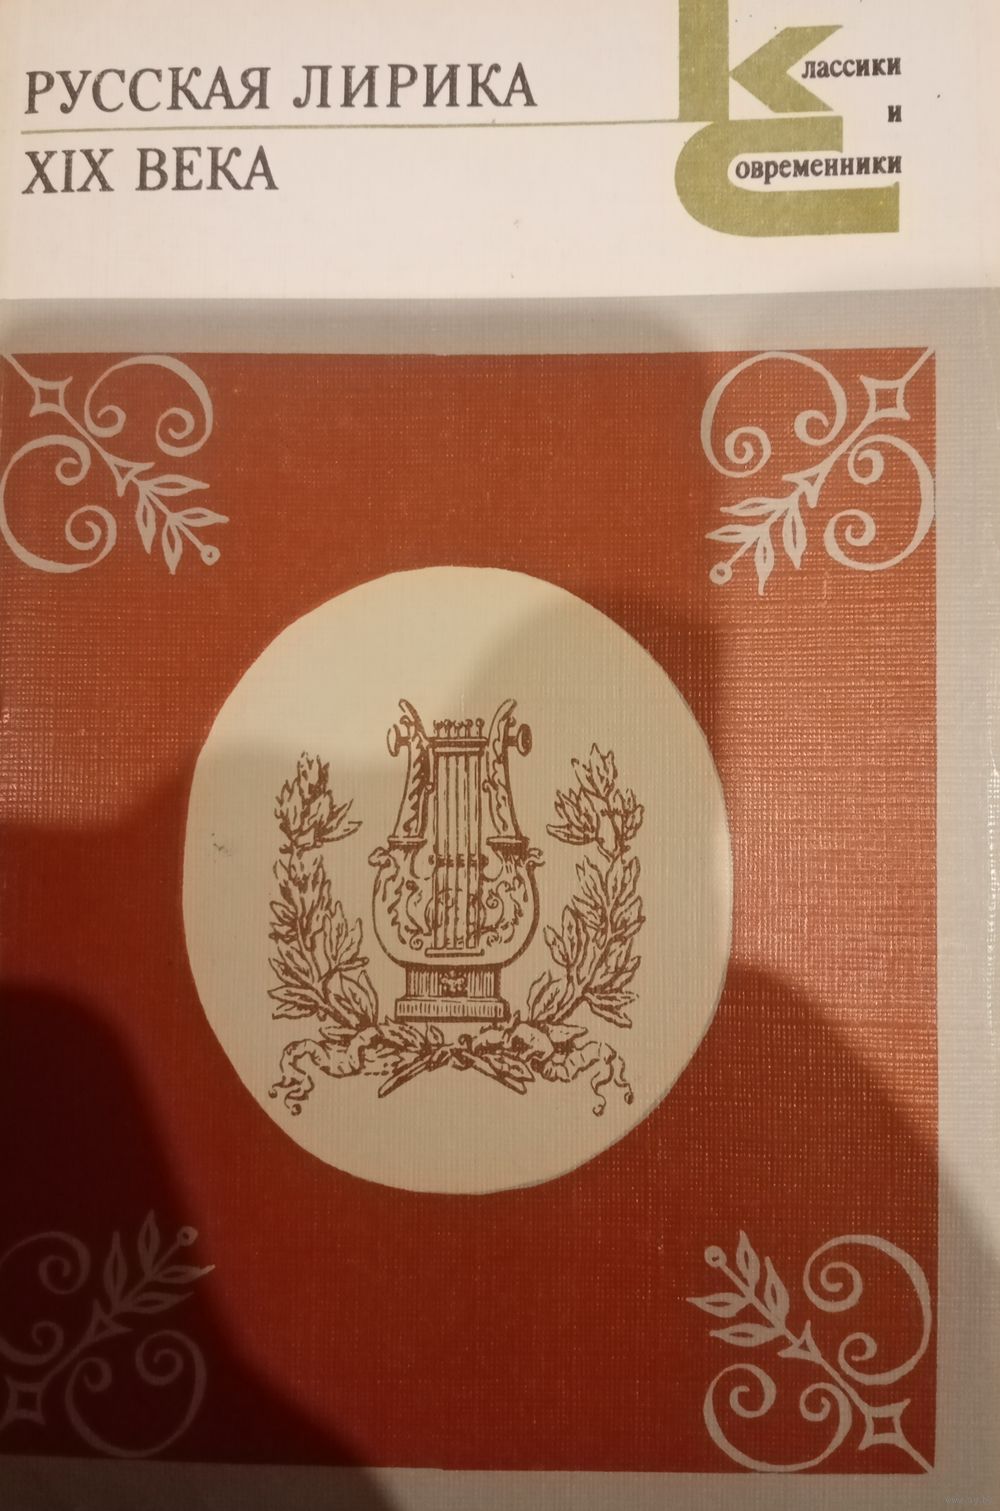 РУССКАЯ ЛИРИКА
XIX ВЕКА
Классики
и
Современники